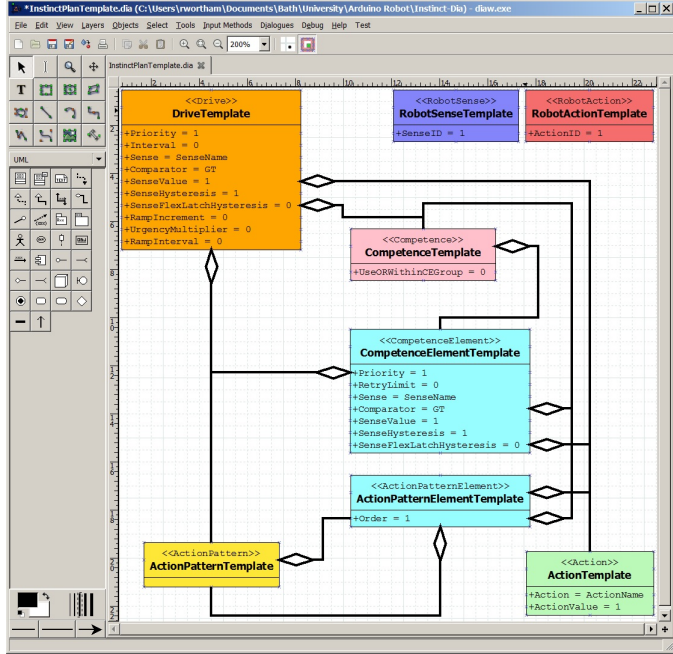 *InstinctPlanTemplate.dia (C:\Users\rwortham\Documents\Bath\University\Arduino Robot\Instinct-Dia) - diaw.exe
File Edit View Layers Objects Select Tools Input Methods Dialogues Debug Help Test
200%
InstinctPlanTemplate.dia
UML
<<Drive>>
DriveTemplate
+Priority = 1
+Interval = 0
+Sense = SenseName
+Comparator = GT
+SenseValue = 1
+SenseHysteresis = 1
+SenseFlexLatchHysteresis = 0
+RampIncrement = 0
+UrgencyMultiplier = 0
+RampInterval = 0
<<RobotSense>>
RobotSenseTemplate
+SenseID = 1
<<RobotAction>>
RobotActionTemplate
+ActionID = 1
<<Competence>>
CompetenceTemplate
+UseORWithinCEGroup = 0
<<CompetenceElement>>
CompetenceElementTemplate
+Priority = 1
+RetryLimit = 0
+Sense = SenseName
+Comparator = GT
+SenseValue = 1
+SenseHysteresis = 1
+SenseFlexLatchHysteresis = 0
<<ActionPatternElement>>
ActionPatternElementTemplate
+Order = 1
<<ActionPattern>>
ActionPatternTemplate
<<Action>>
ActionTemplate
+Action = ActionName
+ActionValue = 1